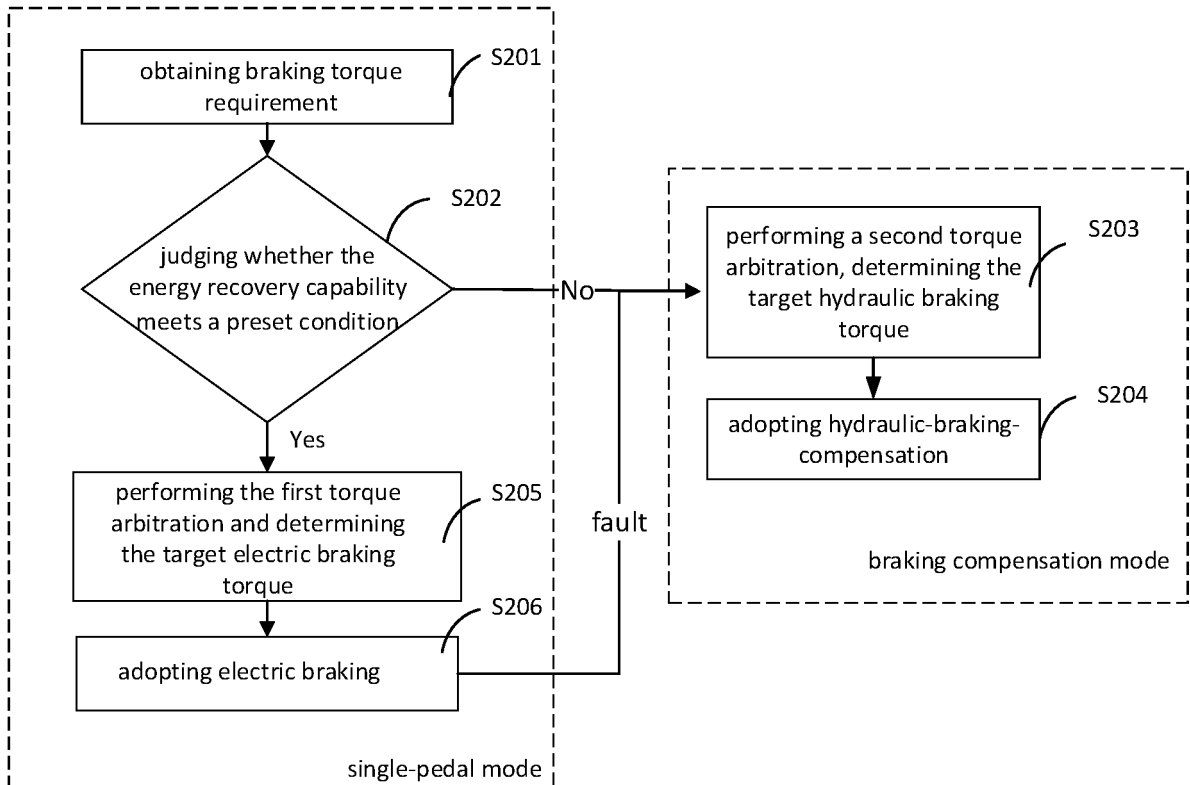 S201
obtaining braking torque
requirement
S202
judging whether the
energy recovery capability
meets a preset condition
No
Yes
S203
performing a second torque
arbitration, determining the
target hydraulic braking
torque
S204
adopting hydraulic-braking-
compensation
braking compensation mode
S205
performing the first torque
arbitration and determining
the target electric braking
torque
fault
S206
adopting electric braking
single-pedal mode